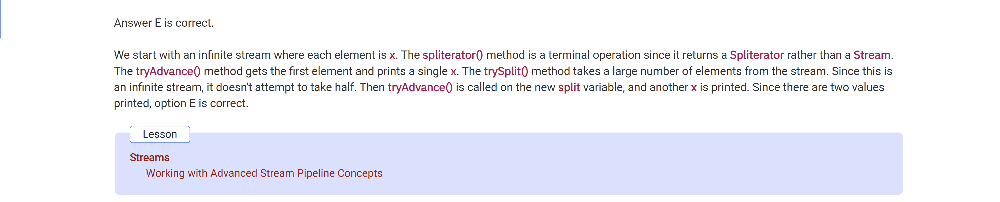 Answer E is correct.
We start with an infinite stream where each element is x. The spliterator() method is a terminal operation since it returns a Spliterator rather than a Stream.
The tryAdvance() method gets the first element and prints a single x. The trySplit() method takes a large number of elements from the stream. Since this is
an infinite stream, it doesn't attempt to take half. Then tryAdvance() is called on the new split variable, and another x is printed. Since there are two values
printed, option E is correct.
Lesson
Streams
Working with Advanced Stream Pipeline Concepts